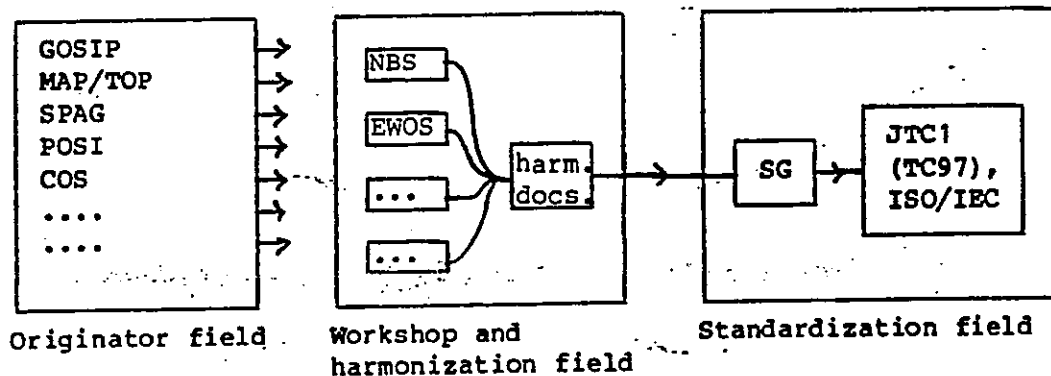 GOSIP
MAP/TOP
SPAG
POSI
COS
....
....
Originator field
NBS
EWOS
...
...
harm.
docs.
Workshop and
harmonization field
SG
JTC1
(TC97),
ISO/IEC
Standardization field